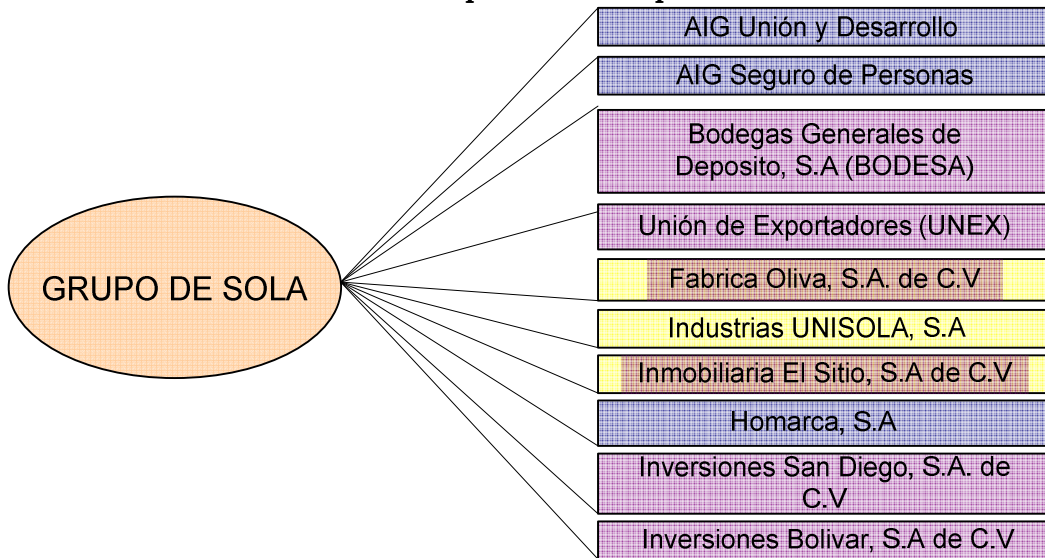 GRUPO DE SOLA
AIG Unión y Desarrollo
AIG Seguro de Personas
Bodegas Generales de
Deposito, S.A (BODESA)
Unión de Exportadores (UNEX)
Fabrica Oliva, S.A. de C.V
Industrias UNISOLA, S.A
Inmobiliaria El Sitio, S.A de C.V
Homarca, S.A
Inversiones San Diego, S.A. de
C.V
Inversiones Bolivar, S.A de C.V